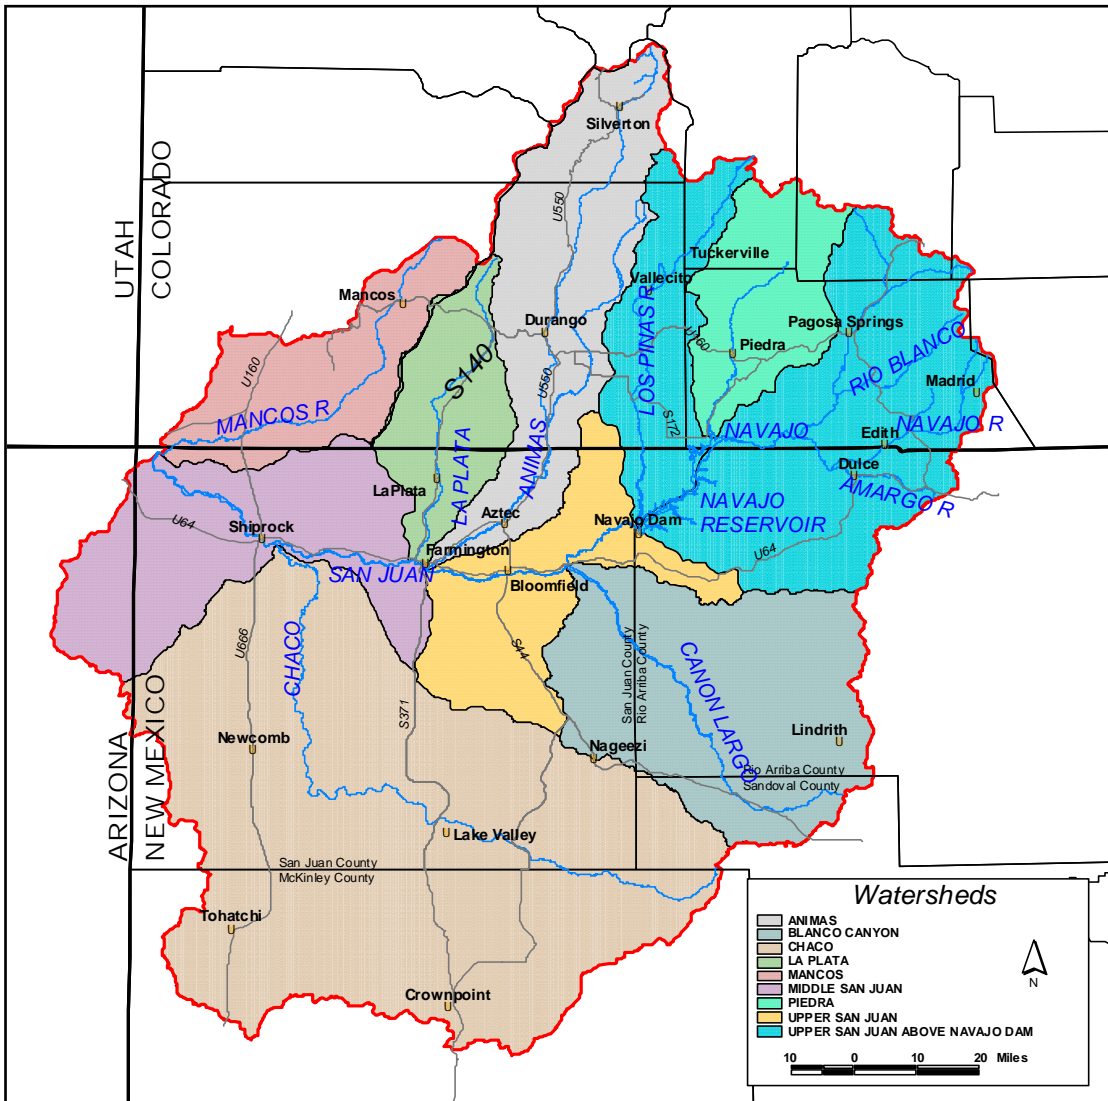 Silverton
UTAH
COLORADO
U550
Tuckerville
Vallecito
Mancos
LOS PINAS R
Durango
Pagosa Springs
U160
Piedra
RIO BLANCO
U160
S140
U550
Madrid
MANCOS R
S172
NAVAJO
Edith
NAVAJO R
LA PLATA
ANIMAS
Dulce
LaPlata
AMARGO R
NAVAJO
RESERVOIR
U64
Shiprock
Aztec
Navajo Dam
Farmington
U64
SAN JUAN
Bloomfield
CHACO
U666
S44
San Juan County
Rio Arriba County
CANON LARGO
S371
ARIZONA
NEW MEXICO
Newcomb
Nageezi
Lindrith
Rio Arriba County
Sandoval County
Lake Valley
San Juan County
McKinley County
Tohatchi
Crownpoint
Watersheds
ANIMAS
BLANCO CANYON
CHACO
LA PLATA
MANCOS
MIDDLE SAN JUAN
PIEDRA
UPPER SAN JUAN
UPPER SAN JUAN ABOVE NAVAJO DAM
N
10 0 10 20 Miles